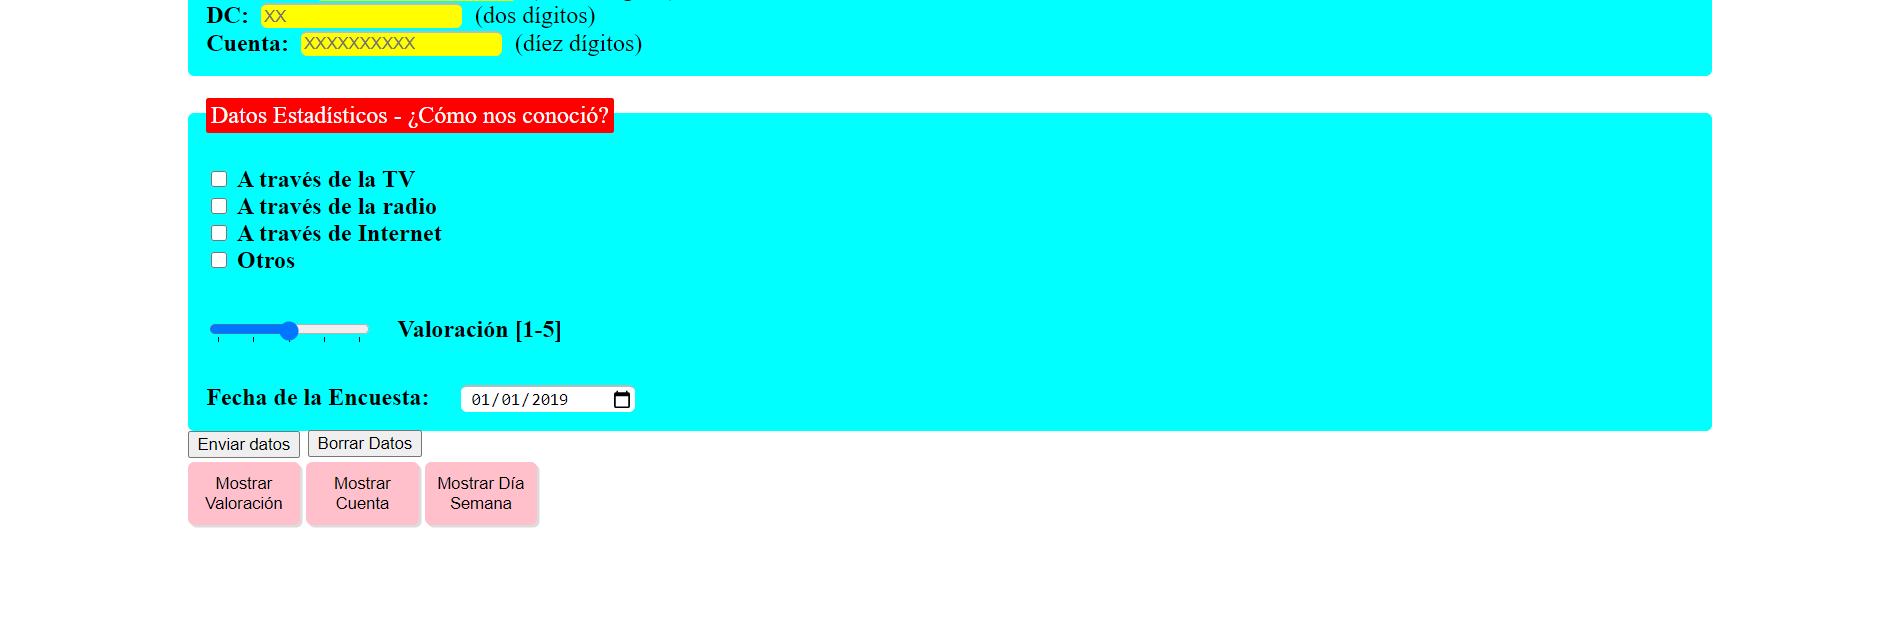 DC: XX (dos dígitos)
Cuenta: XXXXXXXXXX (díez dígitos)
Datos Estadísticos - ¿Cómo nos conoció?
A través de la TV
A través de la radio
A través de Internet
Otros
Valoración [1-5]
Fecha de la Encuesta: 01/01/2019
Enviar datos Borrar Datos
Mostrar Valoración
Mostrar Cuenta
Mostrar Día Semana